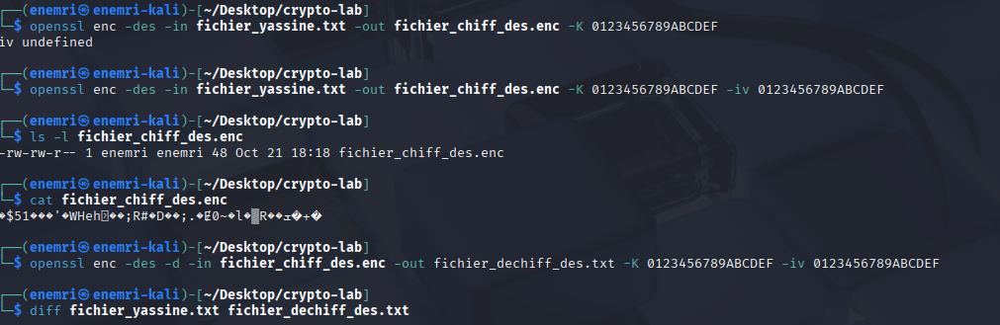 ┌──(enemri㉿enemri-kali)-[~/Desktop/crypto-lab]
└─$ openssl enc -des -in fichier_yassine.txt -out fichier_chiff_des.enc -K 0123456789ABCDEF
iv undefined
┌──(enemri㉿enemri-kali)-[~/Desktop/crypto-lab]
└─$ openssl enc -des -in fichier_yassine.txt -out fichier_chiff_des.enc -K 0123456789ABCDEF -iv 0123456789ABCDEF
┌──(enemri㉿enemri-kali)-[~/Desktop/crypto-lab]
└─$ ls -l fichier_chiff_des.enc
-rw-rw-r-- 1 enemri enemri 48 Oct 21 18:18 fichier_chiff_des.enc
┌──(enemri㉿enemri-kali)-[~/Desktop/crypto-lab]
└─$ cat fichier_chiff_des.enc
�$51���'�WHeh��;R#�D��;.�Ɇ0~�l�▒R��ܫ�+�
┌──(enemri㉿enemri-kali)-[~/Desktop/crypto-lab]
└─$ openssl enc -des -d -in fichier_chiff_des.enc -out fichier_dechiff_des.txt -K 0123456789ABCDEF -iv 0123456789ABCDEF
┌──(enemri㉿enemri-kali)-[~/Desktop/crypto-lab]
└─$ diff fichier_yassine.txt fichier_dechiff_des.txt